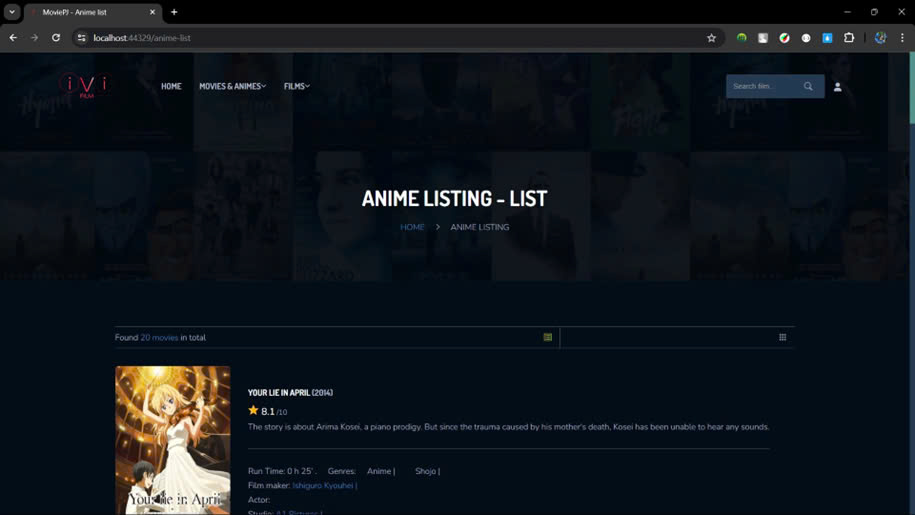 MoviePJ - Anime list
localhost:44329/anime-list
iVi
FILM
HOME
MOVIES & ANIMES
FILMS
Search film...
ANIME LISTING - LIST
HOME > ANIME LISTING
Found 20 movies in total
YOUR LIE IN APRIL (2014)
8.1 /10
The story is about Arima Kosei, a piano prodigy. But since the trauma caused by his mother's death, Kosei has been unable to hear any sounds.
Run Time: 0 h 25' . Genres: Anime | Shojo |
Film maker: Ishiguro Kyouhei |
Actor:
Studio: A1 Pictures |
Your lie in April